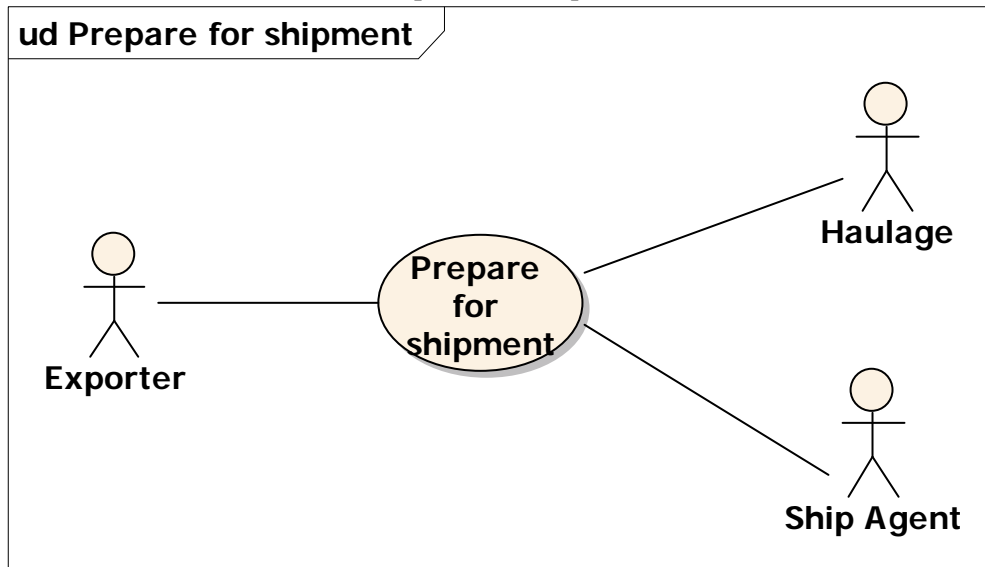 ud Prepare for shipment
Haulage
Prepare
for
shipment
Exporter
Ship Agent